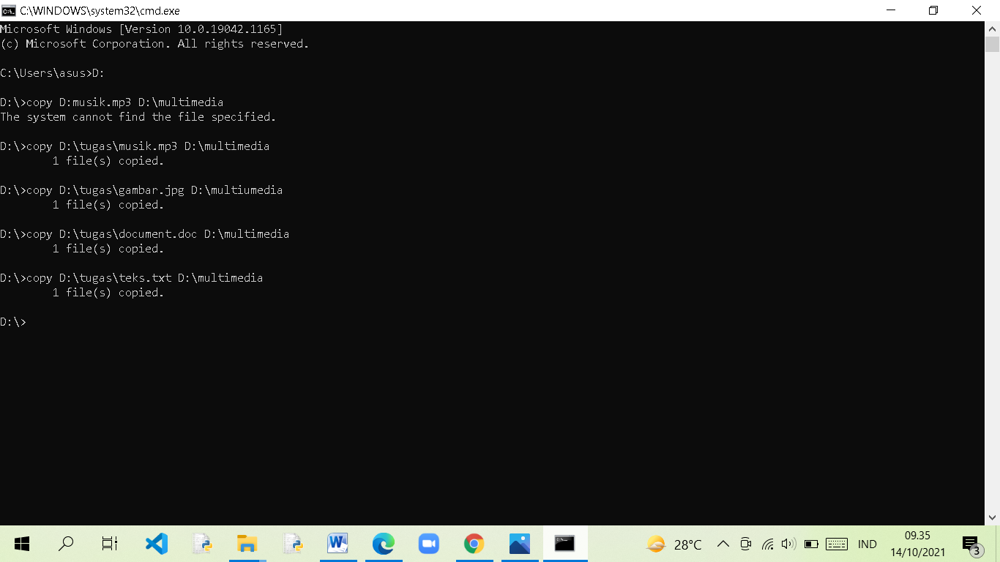 C:\WINDOWS\system32\cmd.exe
Microsoft Windows [Version 10.0.19042.1165]
(c) Microsoft Corporation. All rights reserved.
C:\Users\asus>D:
D:\>copy D:musik.mp3 D:\multimedia
The system cannot find the file specified.
D:\>copy D:\tugas\musik.mp3 D:\multimedia
1 file(s) copied.
D:\>copy D:\tugas\gambar.jpg D:\multiumedia
1 file(s) copied.
D:\>copy D:\tugas\document.doc D:\multimedia
1 file(s) copied.
D:\>copy D:\tugas\teks.txt D:\multimedia
1 file(s) copied.
D:\>
28°C
IND
09.35
14/10/2021
3